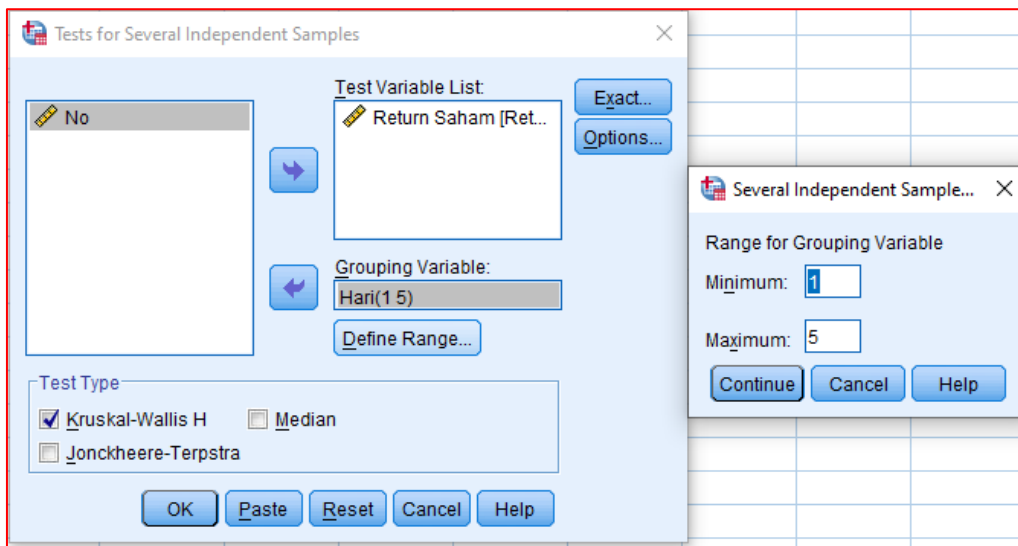 Tests for Several Independent Samples
No
Test Variable List:
Return Saham [Ret...
Exact...
Options...
Grouping Variable:
Hari(1 5)
Define Range...
Test Type
Kruskal-Wallis H
Median
Jonckheere-Terpstra
OK
Paste
Reset
Cancel
Help
Several Independent Sample...
Range for Grouping Variable
Minimum: 1
Maximum: 5
Continue
Cancel
Help